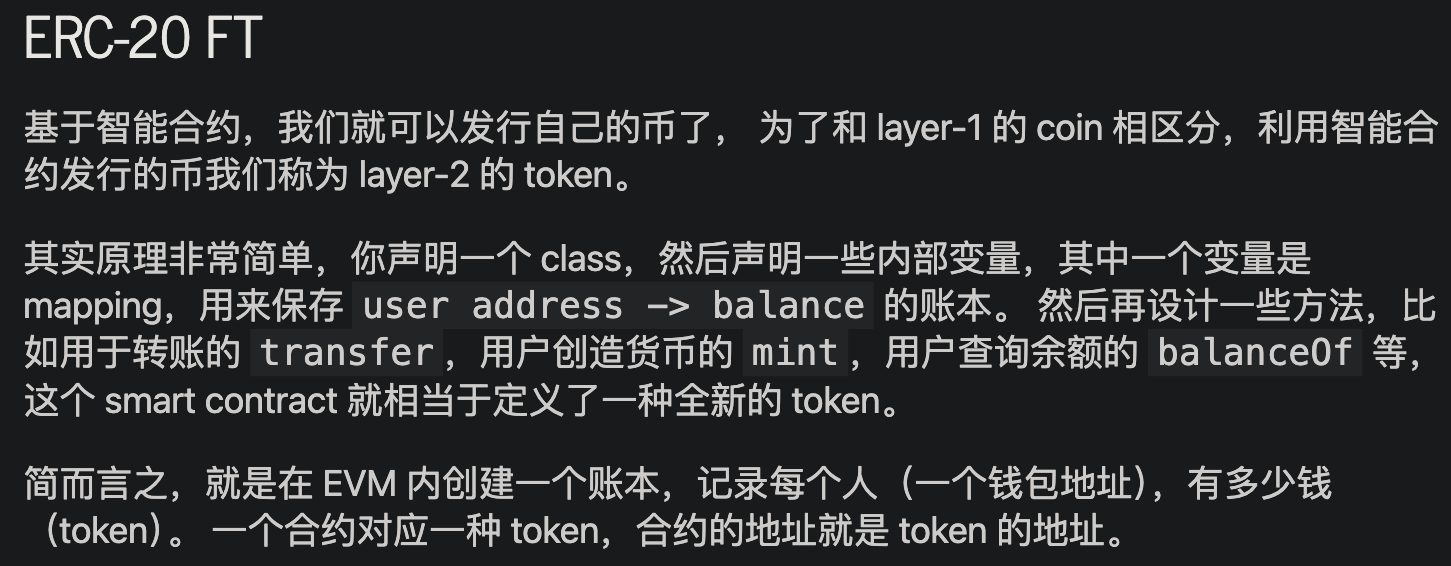 ERC-20 FT
基于智能合约，我们就可以发行自己的币了， 为了和 layer-1 的 coin 相区分，利用智能合
约发行的币我们称为 layer-2 的 token。
其实原理非常简单，你声明一个 class，然后声明一些内部变量，其中一个变量是
mapping，用来保存 user address -> balance 的账本。 然后再设计一些方法，比
如用于转账的 transfer，用户创造货币的 mint，用户查询余额的 balanceOf 等，
这个 smart contract 就相当于定义了一种全新的 token。
简而言之，就是在 EVM 内创建一个账本，记录每个人（一个钱包地址），有多少钱
（token）。 一个合约对应一种 token，合约的地址就是 token 的地址。